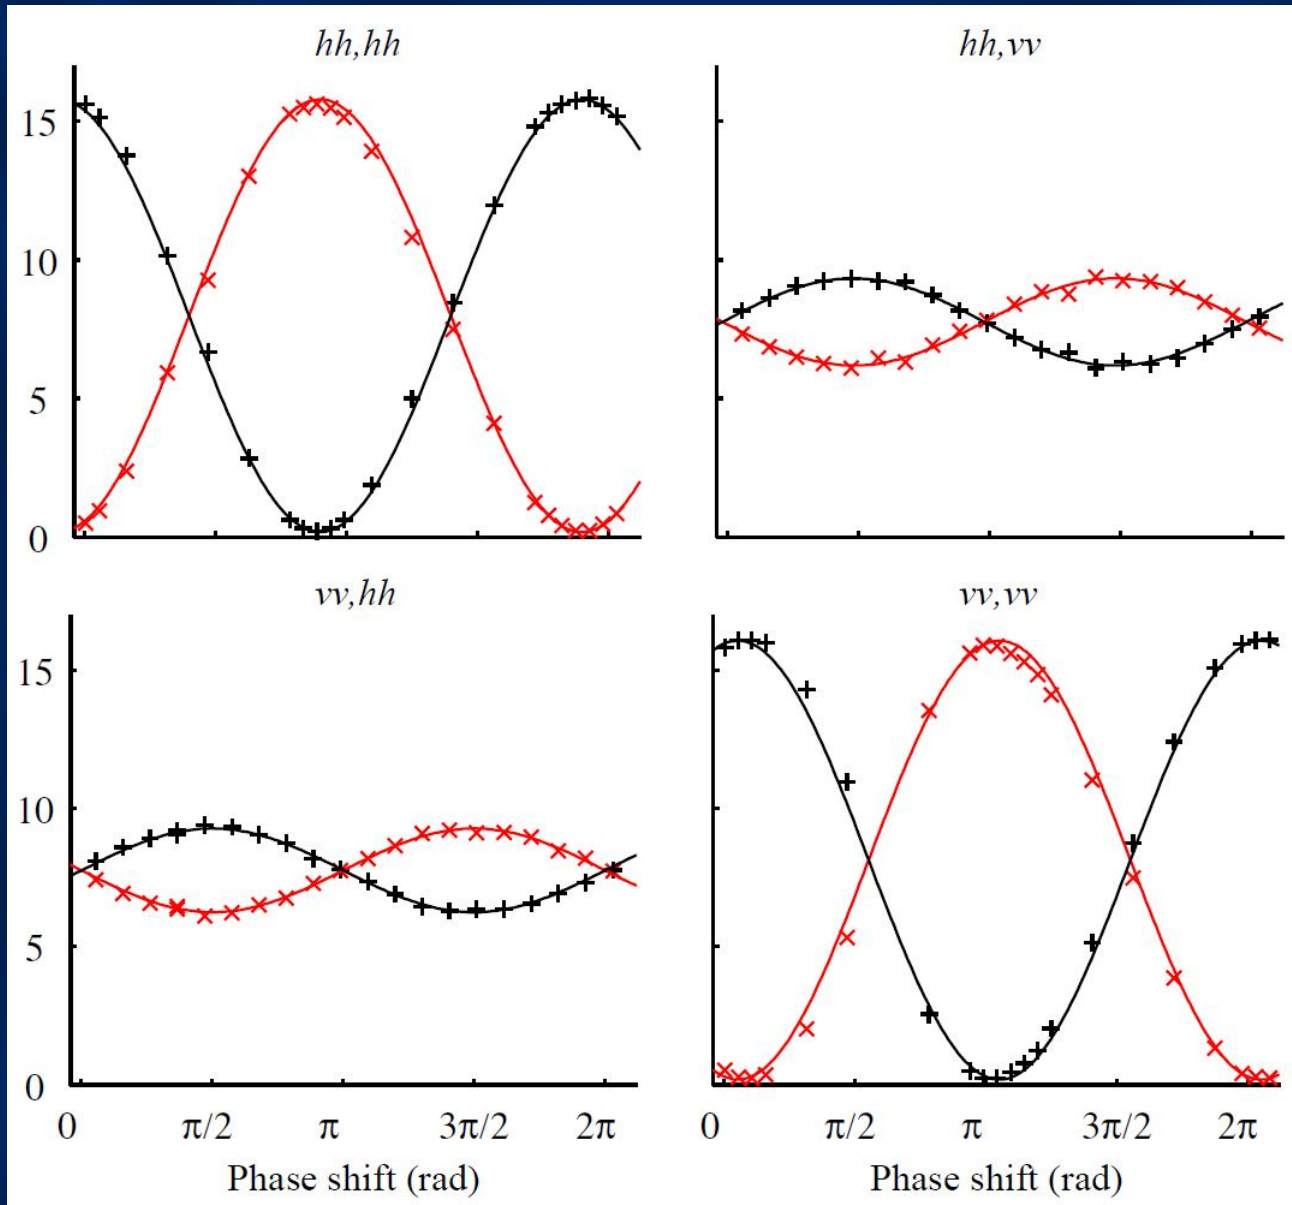 hh,hh
hh,vv
15
10
5
0
vv,hh
vv,vv
15
10
5
0
0 π/2 π 3π/2 2π
0 π/2 π 3π/2 2π
Phase shift (rad)
Phase shift (rad)